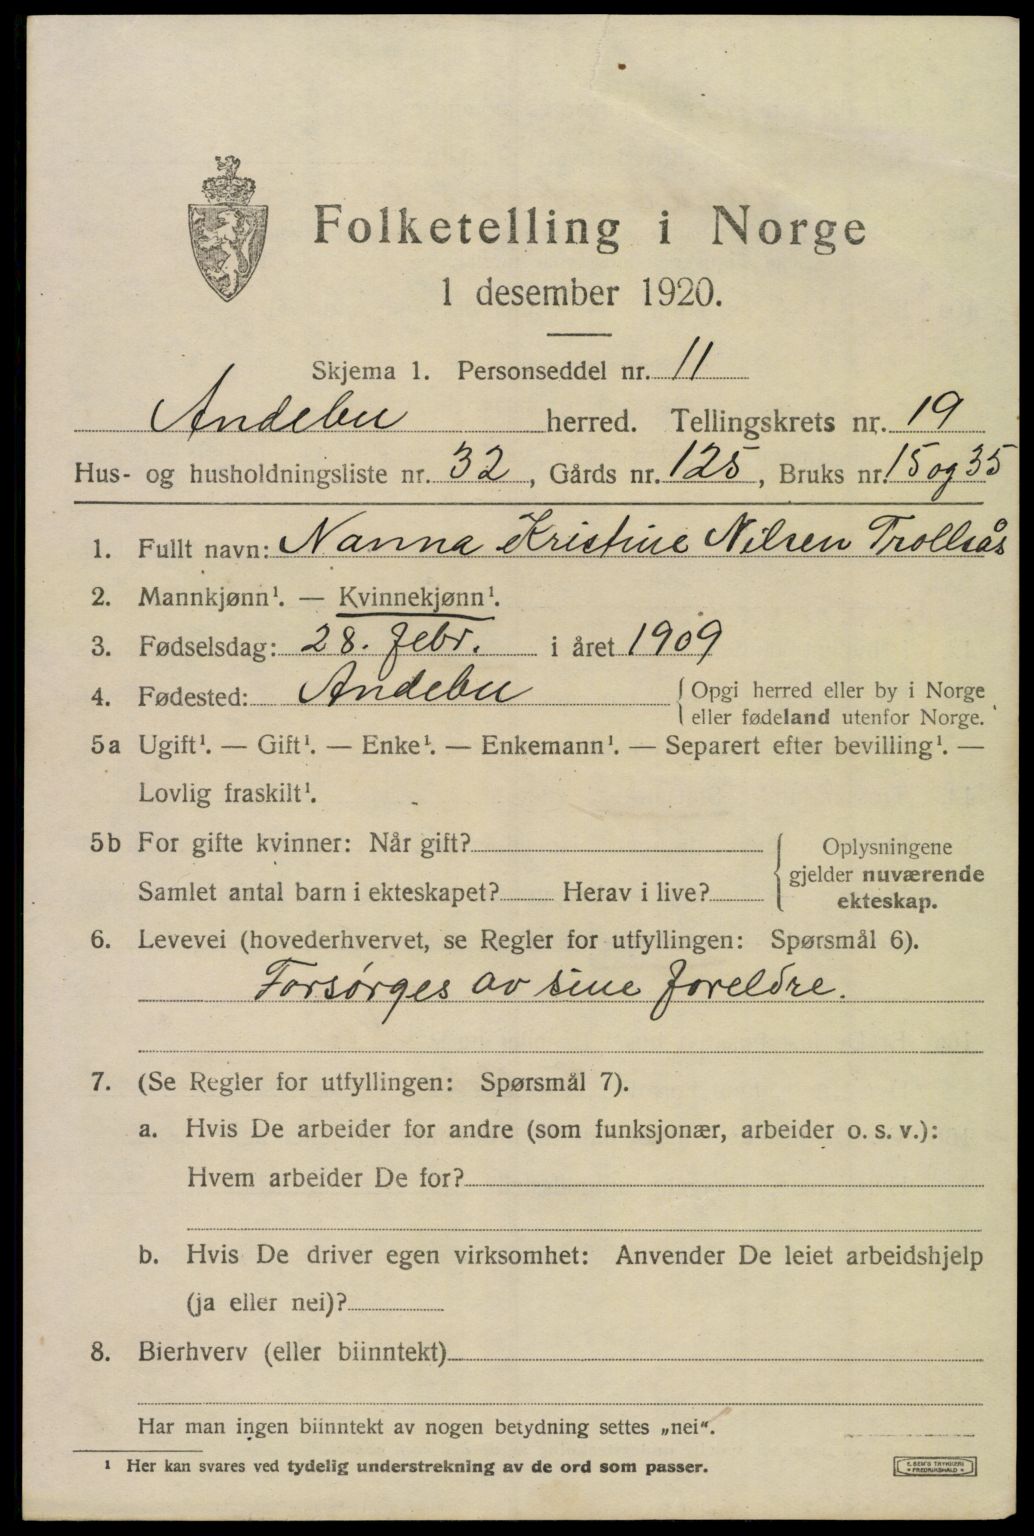 Folketelling i Norge
1 desember 1920.
Skjema 1. Personseddel nr. 11
Andebu herred. Tellingskrets nr. 19
Hus- og husholdningsliste nr. 32, Gårds nr. 125, Bruks nr. 15 og 35
1. Fullt navn: Nanna Kristine Nilsen Trollsås
2. Mannkjønn¹. — Kvinnekjønn¹.
3. Fødselsdag: 28. febr. i året 1909
4. Fødested: Andebu { Opgi herred eller by i Norge
eller fødeland utenfor Norge.
5a Ugift¹. — Gift¹. — Enke¹. — Enkemann¹. — Separert efter bevilling¹. —
Lovlig fraskilt¹.
5b For gifte kvinner: Når gift?
Samlet antal barn i ekteskapet? Herav i live?
Oplysningene
gjelder nuværende
ekteskap.
6. Levevei (hovederhvervet, se Regler for utfyllingen: Spørsmål 6).
Forsørges av sine foreldre.
7. (Se Regler for utfyllingen: Spørsmål 7).
a. Hvis De arbeider for andre (som funksjonær, arbeider o. s. v.):
Hvem arbeider De for?
b. Hvis De driver egen virksomhet: Anvender De leiet arbeidshjelp
(ja eller nei)?
8. Bierhverv (eller biinntekt)
Har man ingen biinntekt av nogen betydning settes „nei".
¹ Her kan svares ved tydelig understrekning av de ord som passer.
E. SEM'S TRYKKERI
FREDRIKSHALD